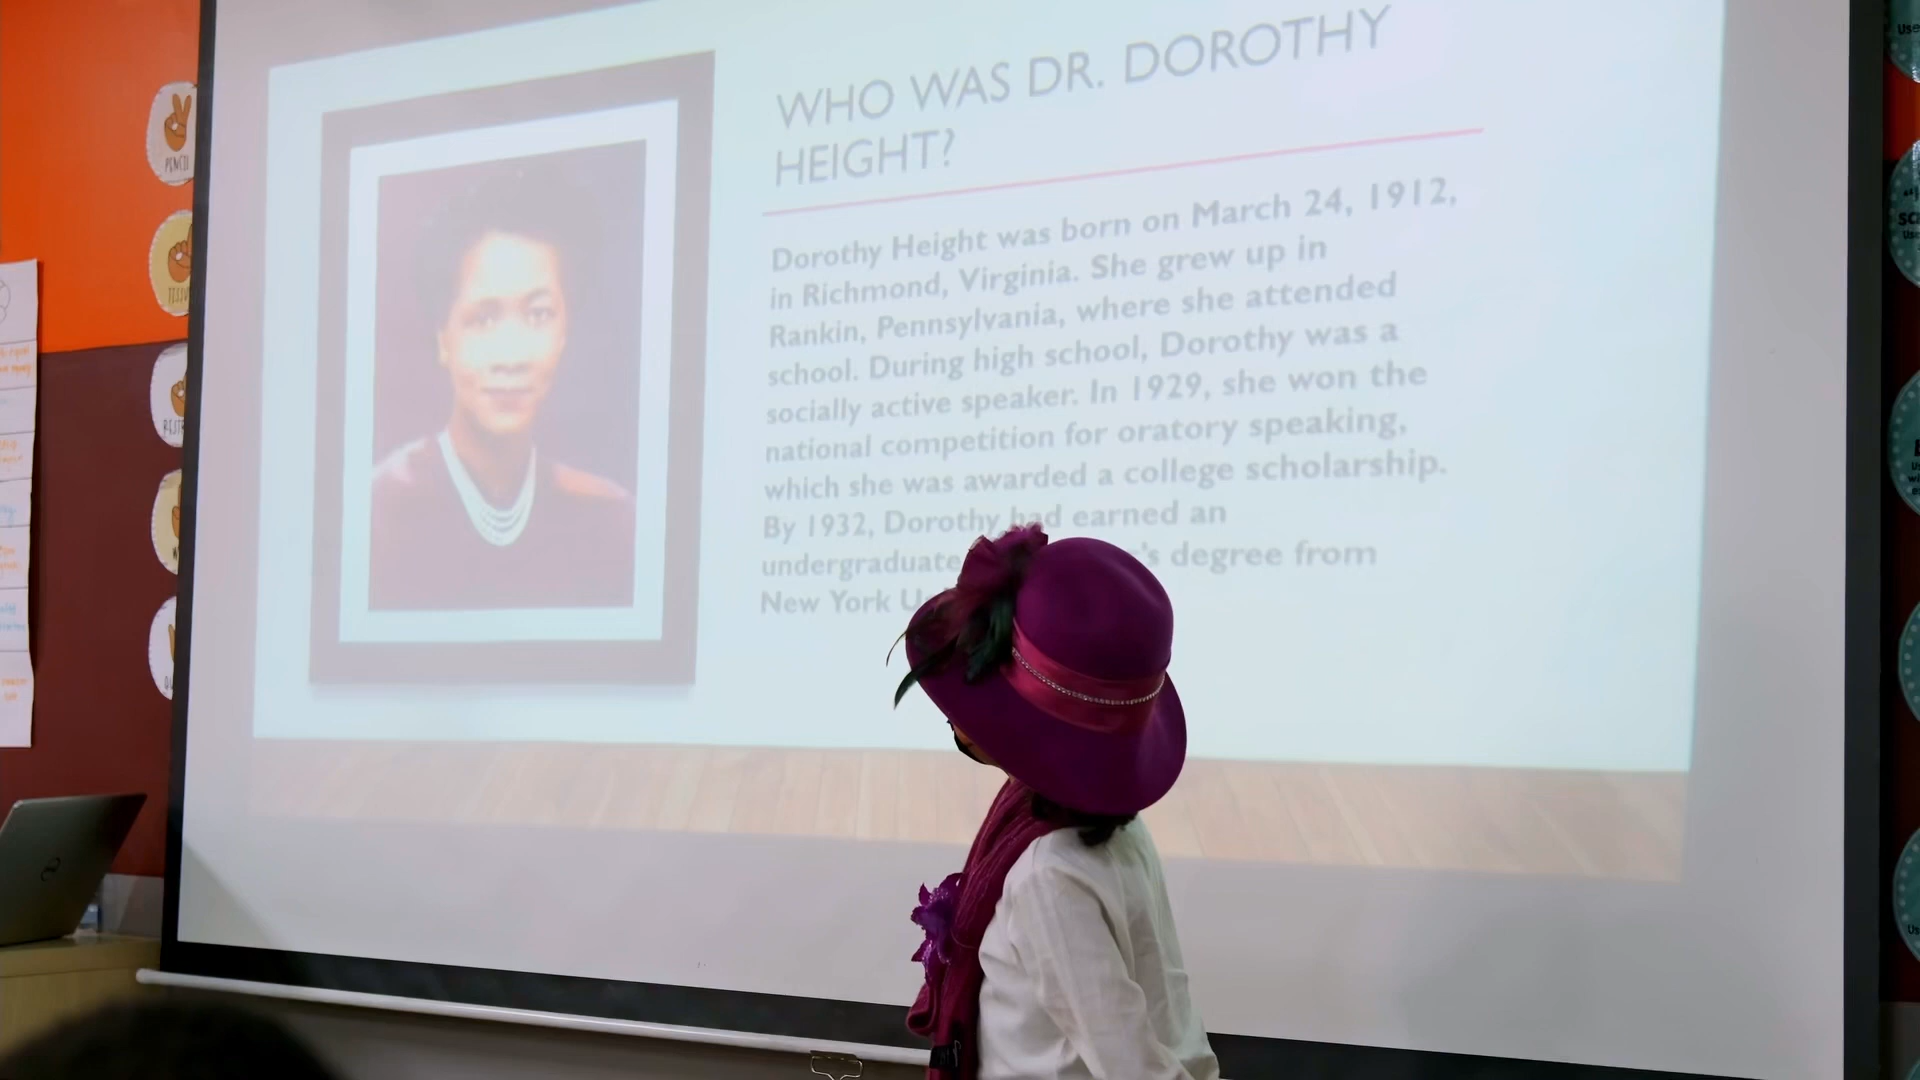 WHO WAS DR. DOROTHY
HEIGHT?
Dorothy Height was born on March 24, 1912,
in Richmond, Virginia. She grew up in
Rankin, Pennsylvania, where she attended
school. During high school, Dorothy was a
socially active speaker. In 1929, she won the
national competition for oratory speaking,
which she was awarded a college scholarship.
By 1932, Dorothy had earned an
undergraduate degree from
New York
PENCIL